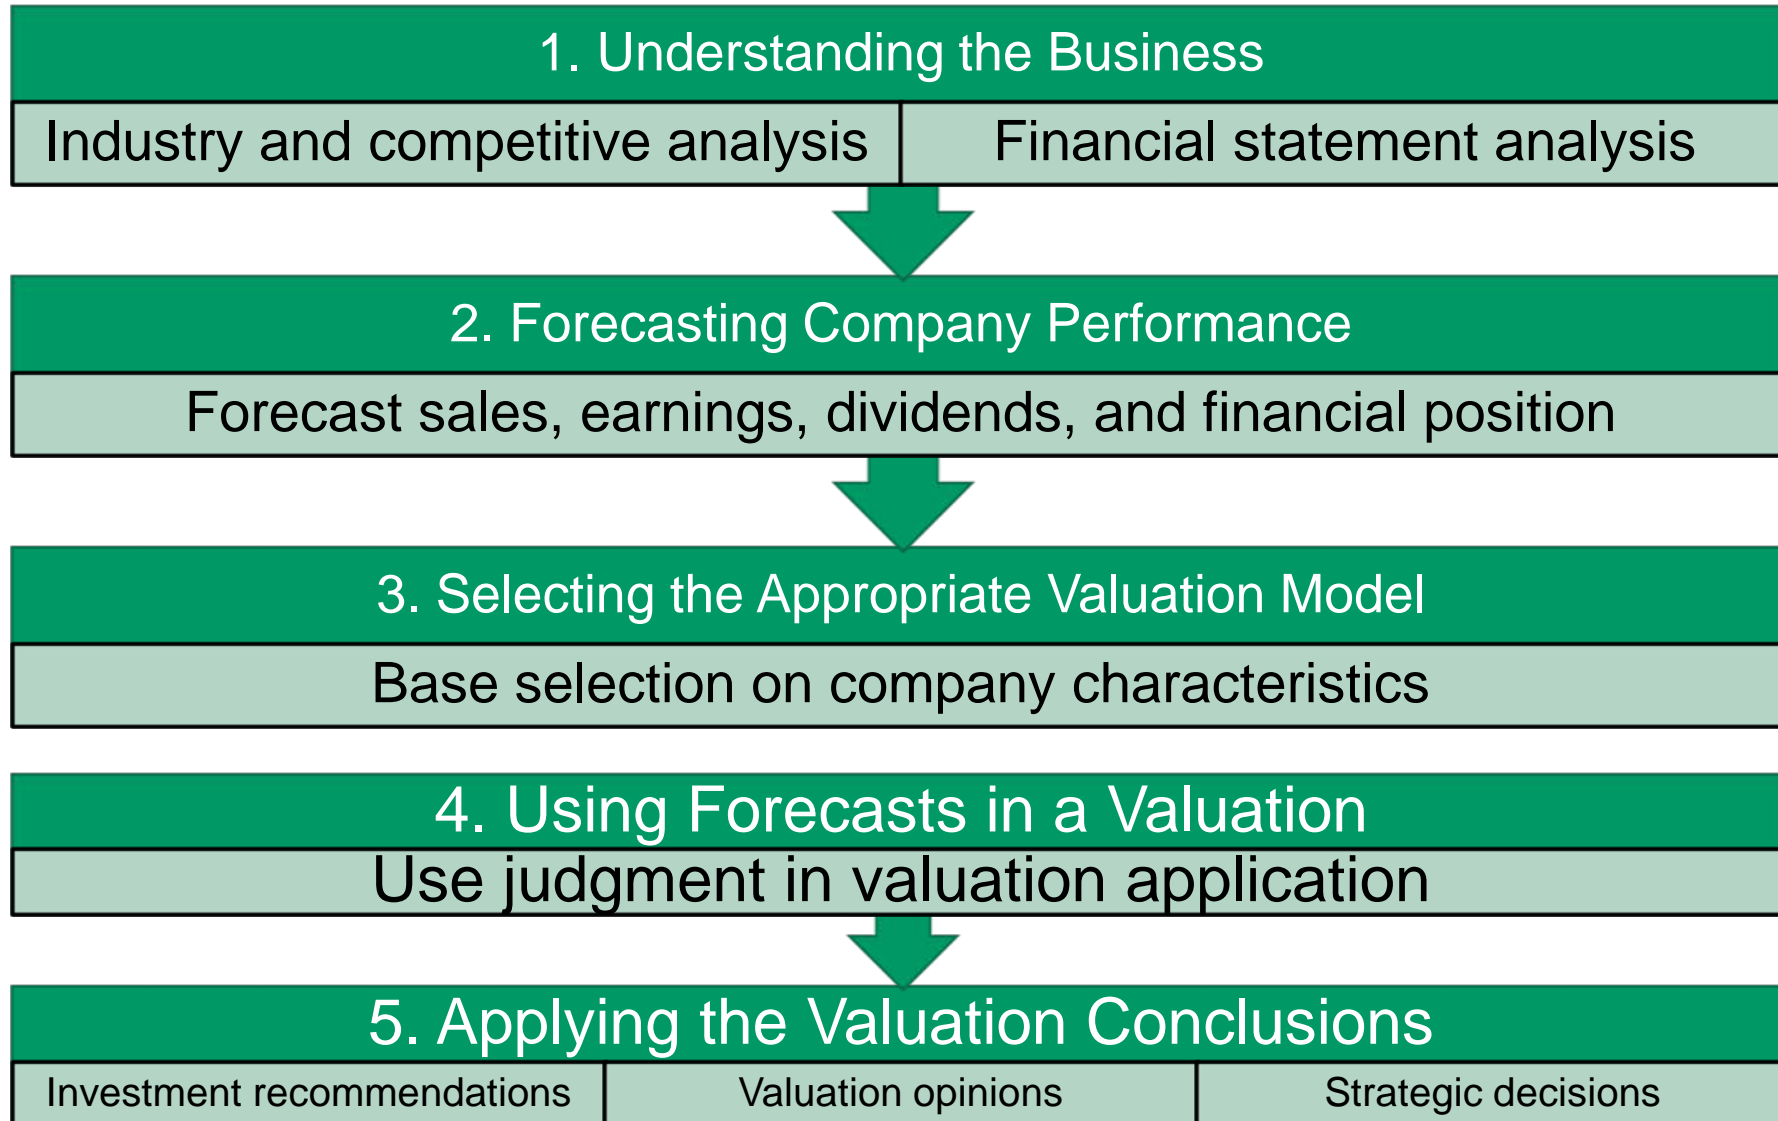 1. Understanding the Business
Industry and competitive analysis
Financial statement analysis
2. Forecasting Company Performance
Forecast sales, earnings, dividends, and financial position
3. Selecting the Appropriate Valuation Model
Base selection on company characteristics
4. Using Forecasts in a Valuation
Use judgment in valuation application
5. Applying the Valuation Conclusions
Investment recommendations
Valuation opinions
Strategic decisions